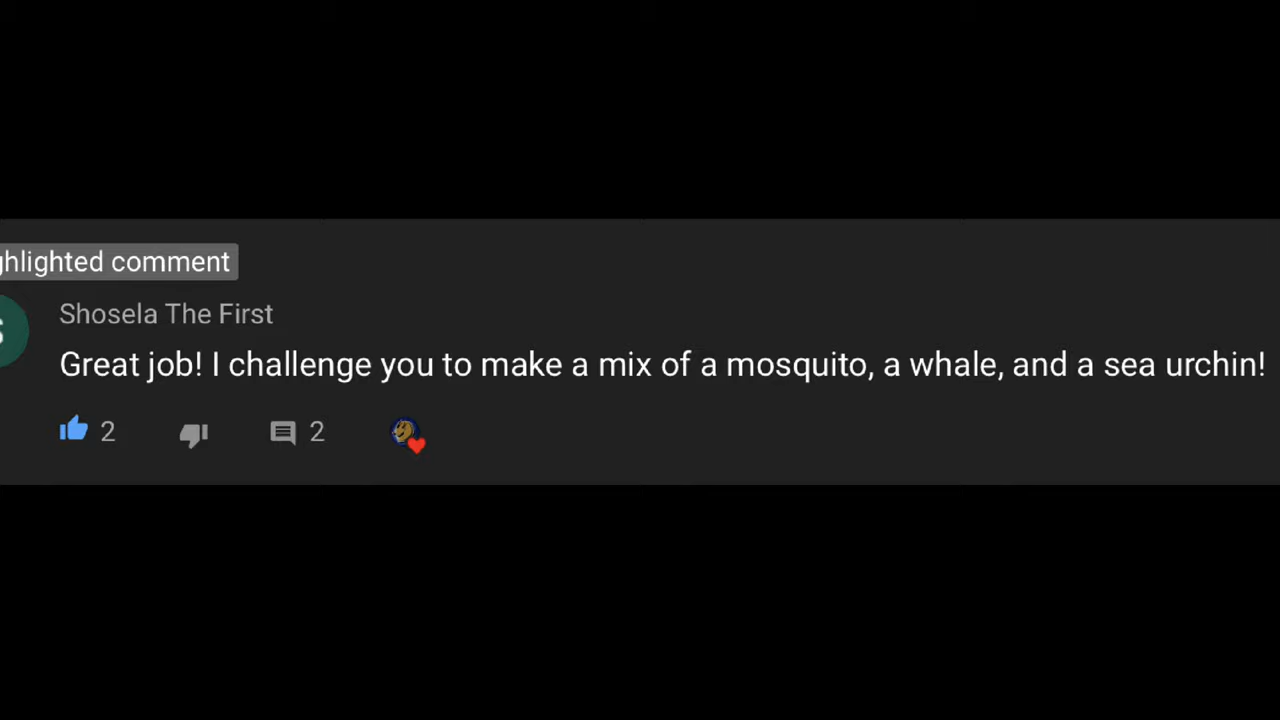 ghlighted comment
Shosela The First
Great job! I challenge you to make a mix of a mosquito, a whale, and a sea urchin!
2 2